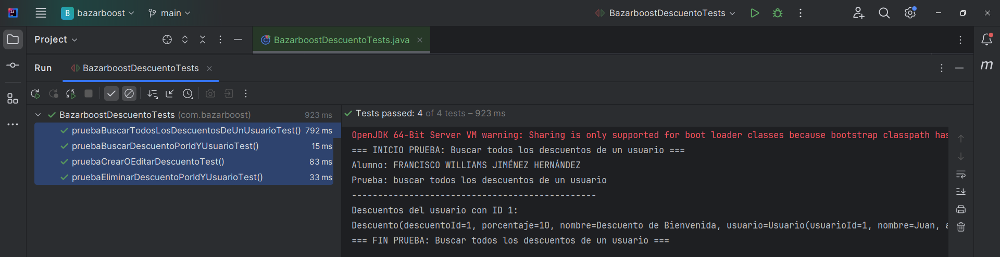 B bazarboost main BazarboostDescuentoTests
Project BazarboostDescuentoTests.java
Run BazarboostDescuentoTests
BazarboostDescuentoTests (com.bazarboost) 923 ms
pruebaBuscarTodosLosDescuentosDeUnUsuarioTest() 792 ms
pruebaBuscarDescuentoPorIdYUsuarioTest() 15 ms
pruebaCrearOEditarDescuentoTest() 83 ms
pruebaEliminarDescuentoPorIdYUsuarioTest() 33 ms
Tests passed: 4 of 4 tests – 923 ms
OpenJDK 64-Bit Server VM warning: Sharing is only supported for boot loader classes because bootstrap classpath has
=== INICIO PRUEBA: Buscar todos los descuentos de un usuario ===
Alumno: FRANCISCO WILLIAMS JIMÉNEZ HERNÁNDEZ
Prueba: buscar todos los descuentos de un usuario
-----------------------------------------------
Descuentos del usuario con ID 1:
Descuento(descuentoId=1, porcentaje=10, nombre=Descuento de Bienvenida, usuario=Usuario(usuarioId=1, nombre=Juan, a
=== FIN PRUEBA: Buscar todos los descuentos de un usuario ===
m